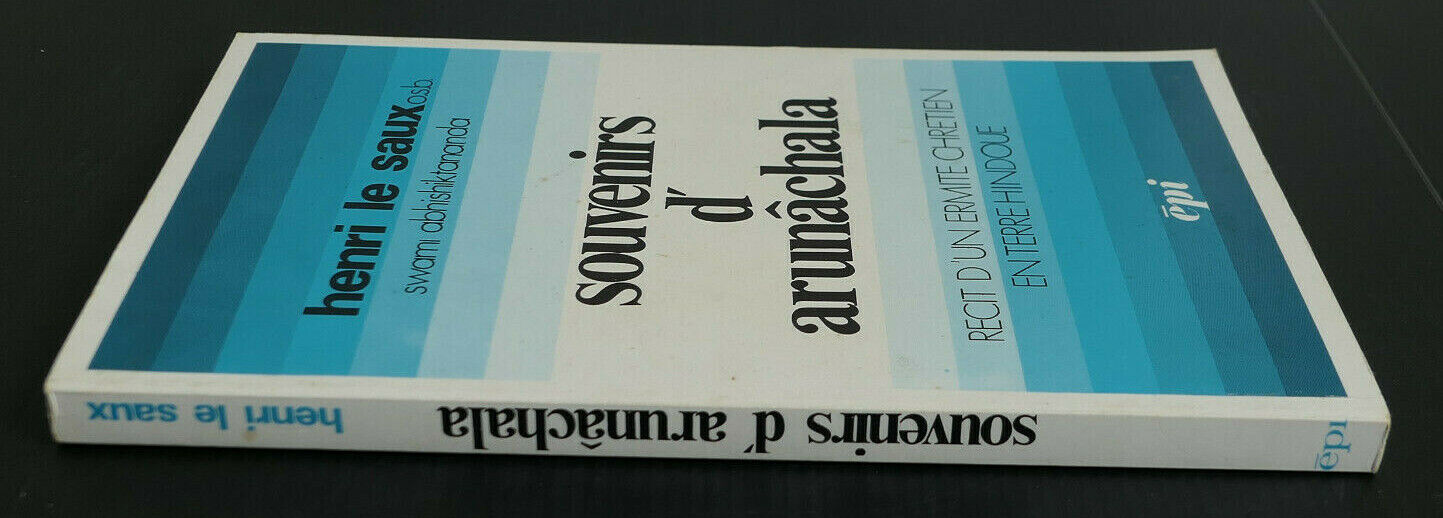 henri le saux o.s.b.
swami abhishiktananda
souvenirs
d'
arunâchala
RECIT D'UN ERMITE CHRETIEN
EN TERRE HINDOUE
épi
henri le saux
souvenirs d'arunâchala
épi